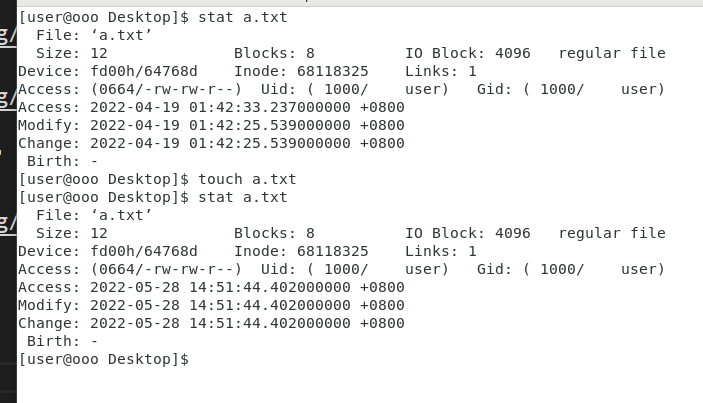 [user@ooo Desktop]$ stat a.txt
  File: ‘a.txt’
  Size: 12              Blocks: 8          IO Block: 4096   regular file
Device: fd00h/64768d    Inode: 68118325    Links: 1
Access: (0664/-rw-rw-r--)  Uid: ( 1000/    user)   Gid: ( 1000/    user)
Access: 2022-04-19 01:42:33.237000000 +0800
Modify: 2022-04-19 01:42:25.539000000 +0800
Change: 2022-04-19 01:42:25.539000000 +0800
 Birth: -
[user@ooo Desktop]$ touch a.txt
[user@ooo Desktop]$ stat a.txt
  File: ‘a.txt’
  Size: 12              Blocks: 8          IO Block: 4096   regular file
Device: fd00h/64768d    Inode: 68118325    Links: 1
Access: (0664/-rw-rw-r--)  Uid: ( 1000/    user)   Gid: ( 1000/    user)
Access: 2022-05-28 14:51:44.402000000 +0800
Modify: 2022-05-28 14:51:44.402000000 +0800
Change: 2022-05-28 14:51:44.402000000 +0800
 Birth: -
[user@ooo Desktop]$